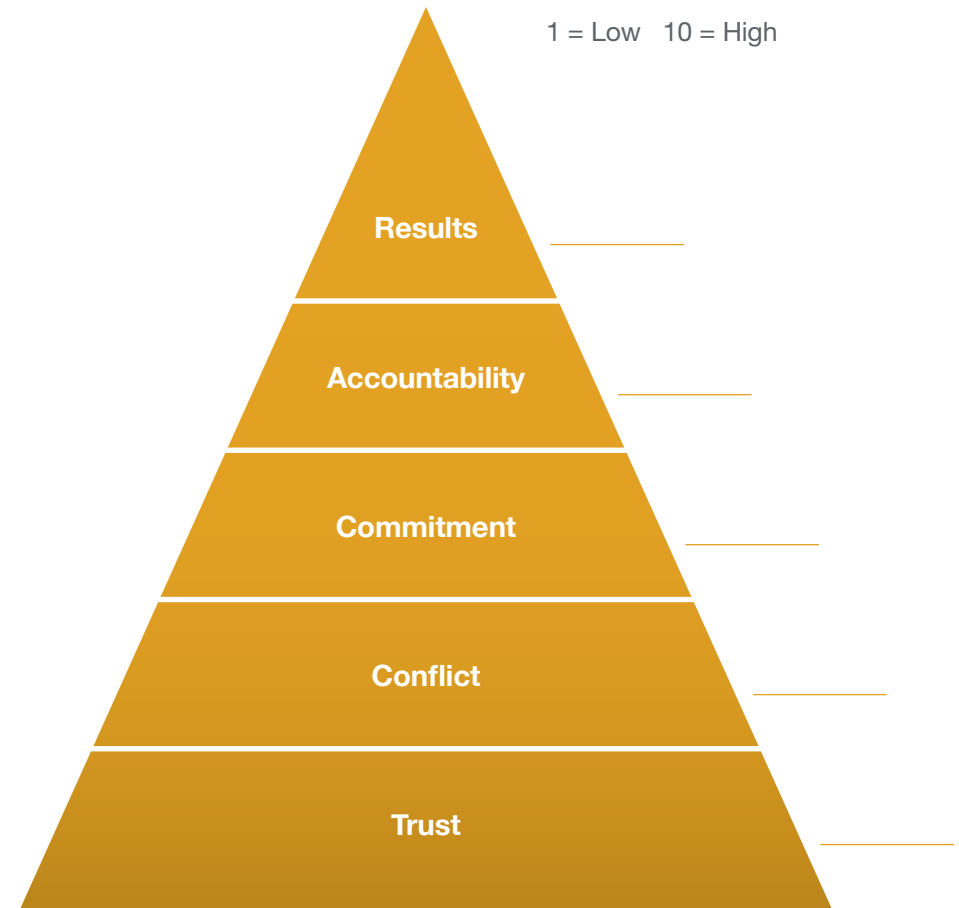 1 = Low   10 = High
Results
Accountability
Commitment
Conflict
Trust